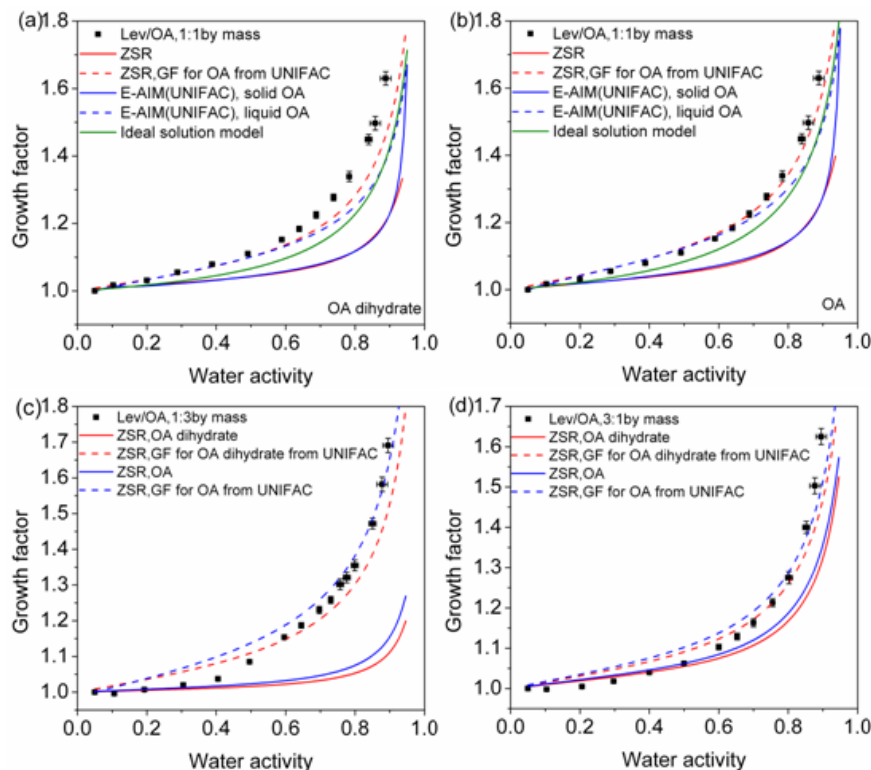 (a)
1.8
1.6
1.4
1.2
1.0
Growth factor
Lev/OA,1:1by mass
ZSR
ZSR,GF for OA from UNIFAC
E-AIM(UNIFAC), solid OA
E-AIM(UNIFAC), liquid OA
Ideal solution model
OA dihydrate
0.0 0.2 0.4 0.6 0.8 1.0
Water activity
(b)
1.8
1.6
1.4
1.2
1.0
Growth factor
Lev/OA,1:1by mass
ZSR
ZSR,GF for OA from UNIFAC
E-AIM(UNIFAC), solid OA
E-AIM(UNIFAC), liquid OA
Ideal solution model
OA
0.0 0.2 0.4 0.6 0.8 1.0
Water activity
(c)
1.8
1.7
1.6
1.5
1.4
1.3
1.2
1.1
1.0
Growth factor
Lev/OA,1:3by mass
ZSR,OA dihydrate
ZSR,GF for OA dihydrate from UNIFAC
ZSR,OA
ZSR,GF for OA from UNIFAC
0.0 0.2 0.4 0.6 0.8 1.0
Water activity
(d)
1.7
1.6
1.5
1.4
1.3
1.2
1.1
1.0
Growth factor
Lev/OA,3:1by mass
ZSR,OA dihydrate
ZSR,GF for OA dihydrate from UNIFAC
ZSR,OA
ZSR,GF for OA from UNIFAC
0.0 0.2 0.4 0.6 0.8 1.0
Water activity